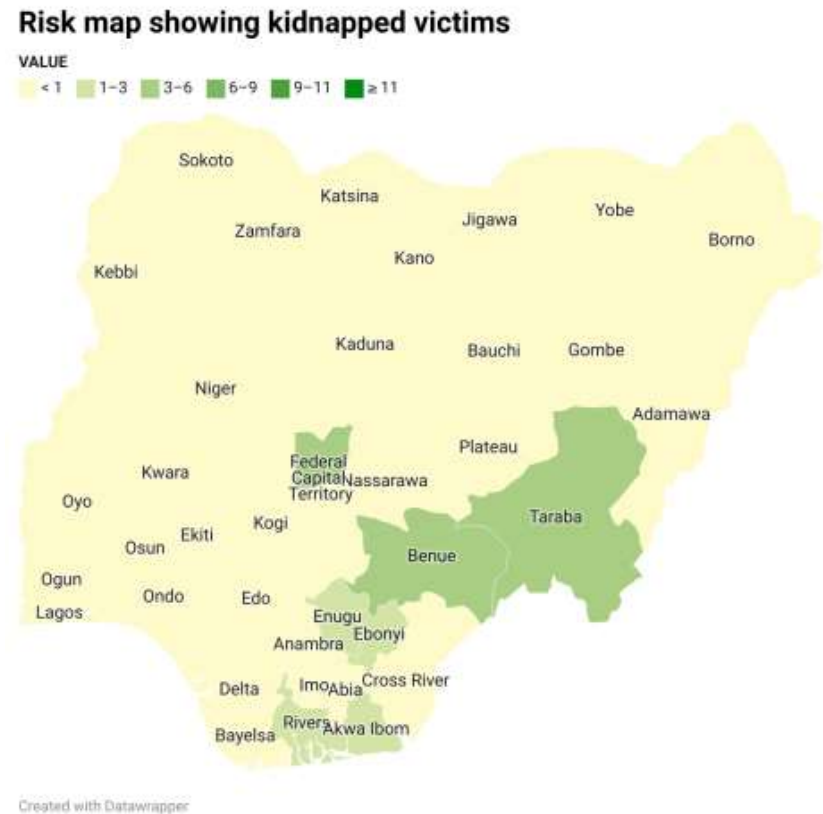 Risk map showing kidnapped victims
VALUE
< 1 1–3 3–6 6–9 9–11 ≥ 11
Sokoto
Katsina
Jigawa
Yobe
Zamfara
Borno
Kano
Kebbi
Kaduna
Bauchi
Gombe
Niger
Adamawa
Plateau
Federal
Capital
Territory
Nassarawa
Kwara
Oyo
Taraba
Kogi
Ekiti
Osun
Benue
Ogun
Ondo
Edo
Lagos
Enugu
Ebonyi
Anambra
Cross River
Delta
Imo
Abia
Rivers
Akwa Ibom
Bayelsa
Created with Datawrapper